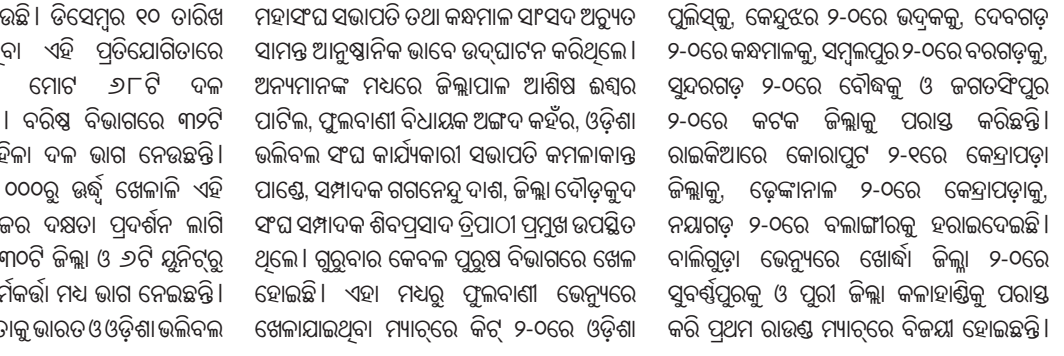 ଉଛି। ଡିସେମ୍ବର ୧୦ ତାରିଖ
ଏହି ପ୍ରତିଯୋଗିତାରେ
ମୋଟ ୬୮ଟି ଦଳ
। ବରିଷ୍ଠ ବିଭାଗରେ ୩୨ଟି
ଦଳ ଭାଗ ନେଉଛନ୍ତି।
୦୦୦ରୁ ଊର୍ଦ୍ଧ୍ୱ ଖେଳାଳି ଏହି
ଦକ୍ଷତା ପ୍ରଦର୍ଶନ ଲାଗି
୩୦ଟି ଜିଲ୍ଲା ଓ ୬ଟି ୟୁନିଟ୍‌ରୁ
ର୍ମକର୍ତ୍ତା ମଧ୍ୟ ଭାଗ ନେଇଛନ୍ତି।
ତାକୁ ଭାରତ ଓ ଓଡ଼ିଶା ଭଲିବଲ
ମହାସଂଘ ସଭାପତି ତଥା କନ୍ଧମାଳ ସାଂସଦ ଅଚ୍ୟୁତ
ସାମନ୍ତ ଆନୁଷ୍ଠାନିକ ଭାବେ ଉଦ୍‌ଘାଟନ କରିଥିଲେ।
ଅନ୍ୟମାନଙ୍କ ମଧ୍ୟରେ ଜିଲ୍ଲାପାଳ ଆଶିଷ ଈଶ୍ୱର
ପାଟିଲ, ଫୁଲବାଣୀ ବିଧାୟକ ଅଙ୍ଗଦ କହଁର, ଓଡ଼ିଶା
ଭଲିବଲ ସଂଘ କାର୍ଯ୍ୟକାରୀ ସଭାପତି କମଳାକାନ୍ତ
ପାଣ୍ଡେ, ସମ୍ପାଦକ ଗଗନେନ୍ଦୁ ଦାଶ, ଜିଲ୍ଲା ଦୌଡ଼କୁଦ
ସଂଘ ସମ୍ପାଦକ ଶିବପ୍ରସାଦ ତ୍ରିପାଠୀ ପ୍ରମୁଖ ଉପସ୍ଥିତ
ଥିଲେ। ଗୁରୁବାର କେବଳ ପୁରୁଷ ବିଭାଗରେ ଖେଳ
ହୋଇଛି। ଏହା ମଧ୍ୟରୁ ଫୁଲବାଣୀ ଭେନ୍ୟୁରେ
ଖେଳାଯାଇଥିବା ମ୍ୟାଚ୍‌ରେ କିଟ୍ ୨-୦ରେ ଓଡ଼ିଶା
ପୁଲିସ୍‌କୁ, କେନ୍ଦୁଝର ୨-୦ରେ ଭଦ୍ରକକୁ, ଦେବଗଡ଼
୨-୦ରେ କନ୍ଧମାଳକୁ, ସମ୍ବଲପୁର ୨-୦ରେ ବରଗଡ଼କୁ,
ସୁନ୍ଦରଗଡ଼ ୨-୦ରେ ବୌଦ୍ଧକୁ ଓ ଜଗତସିଂପୁର
୨-୦ରେ କଟକ ଜିଲ୍ଲାକୁ ପରାସ୍ତ କରିଛନ୍ତି।
ରାଇକିଆରେ କୋରାପୁଟ ୨-୧ରେ କେନ୍ଦ୍ରାପଡ଼ା
ଜିଲ୍ଲାକୁ, ଢ଼େଙ୍କାନାଳ ୨-୦ରେ କେନ୍ଦ୍ରାପଡ଼ାକୁ,
ନୟାଗଡ଼ ୨-୦ରେ ବଲାଙ୍ଗୀରକୁ ହରାଇଦେଇଛି।
ବାଲିଗୁଡ଼ା ଭେନ୍ୟୁରେ ଖୋର୍ଦ୍ଧା ଜିଲ୍ଲା ୨-୦ରେ
ସୁବର୍ଣ୍ଣପୁରକୁ ଓ ପୁରୀ ଜିଲ୍ଲା କଳାହାଣ୍ଡିକୁ ପରାସ୍ତ
କରି ପ୍ରଥମ ରାଉଣ୍ଡ ମ୍ୟାଚ୍‌ରେ ବିଜୟୀ ହୋଇଛନ୍ତି।